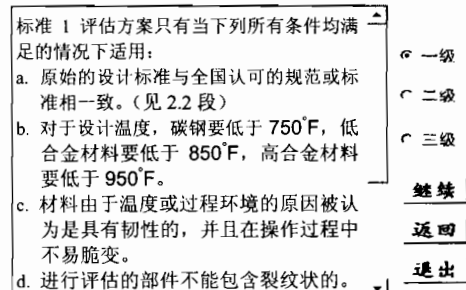 标准 1 评估方案只有当下列所有条件均满
足的情况下适用：
a. 原始的设计标准与全国认可的规范或标
准相一致。（见 2.2 段）
b. 对于设计温度，碳钢要低于 750°F，低
合金材料要低于 850°F，高合金材料
要低于 950°F。
c. 材料由于温度或过程环境的原因被认
为是具有韧性的，并且在操作过程中
不易脆变。
d. 进行评估的部件不能包含裂纹状的。
一级
二级
三级
继续
返回
退出